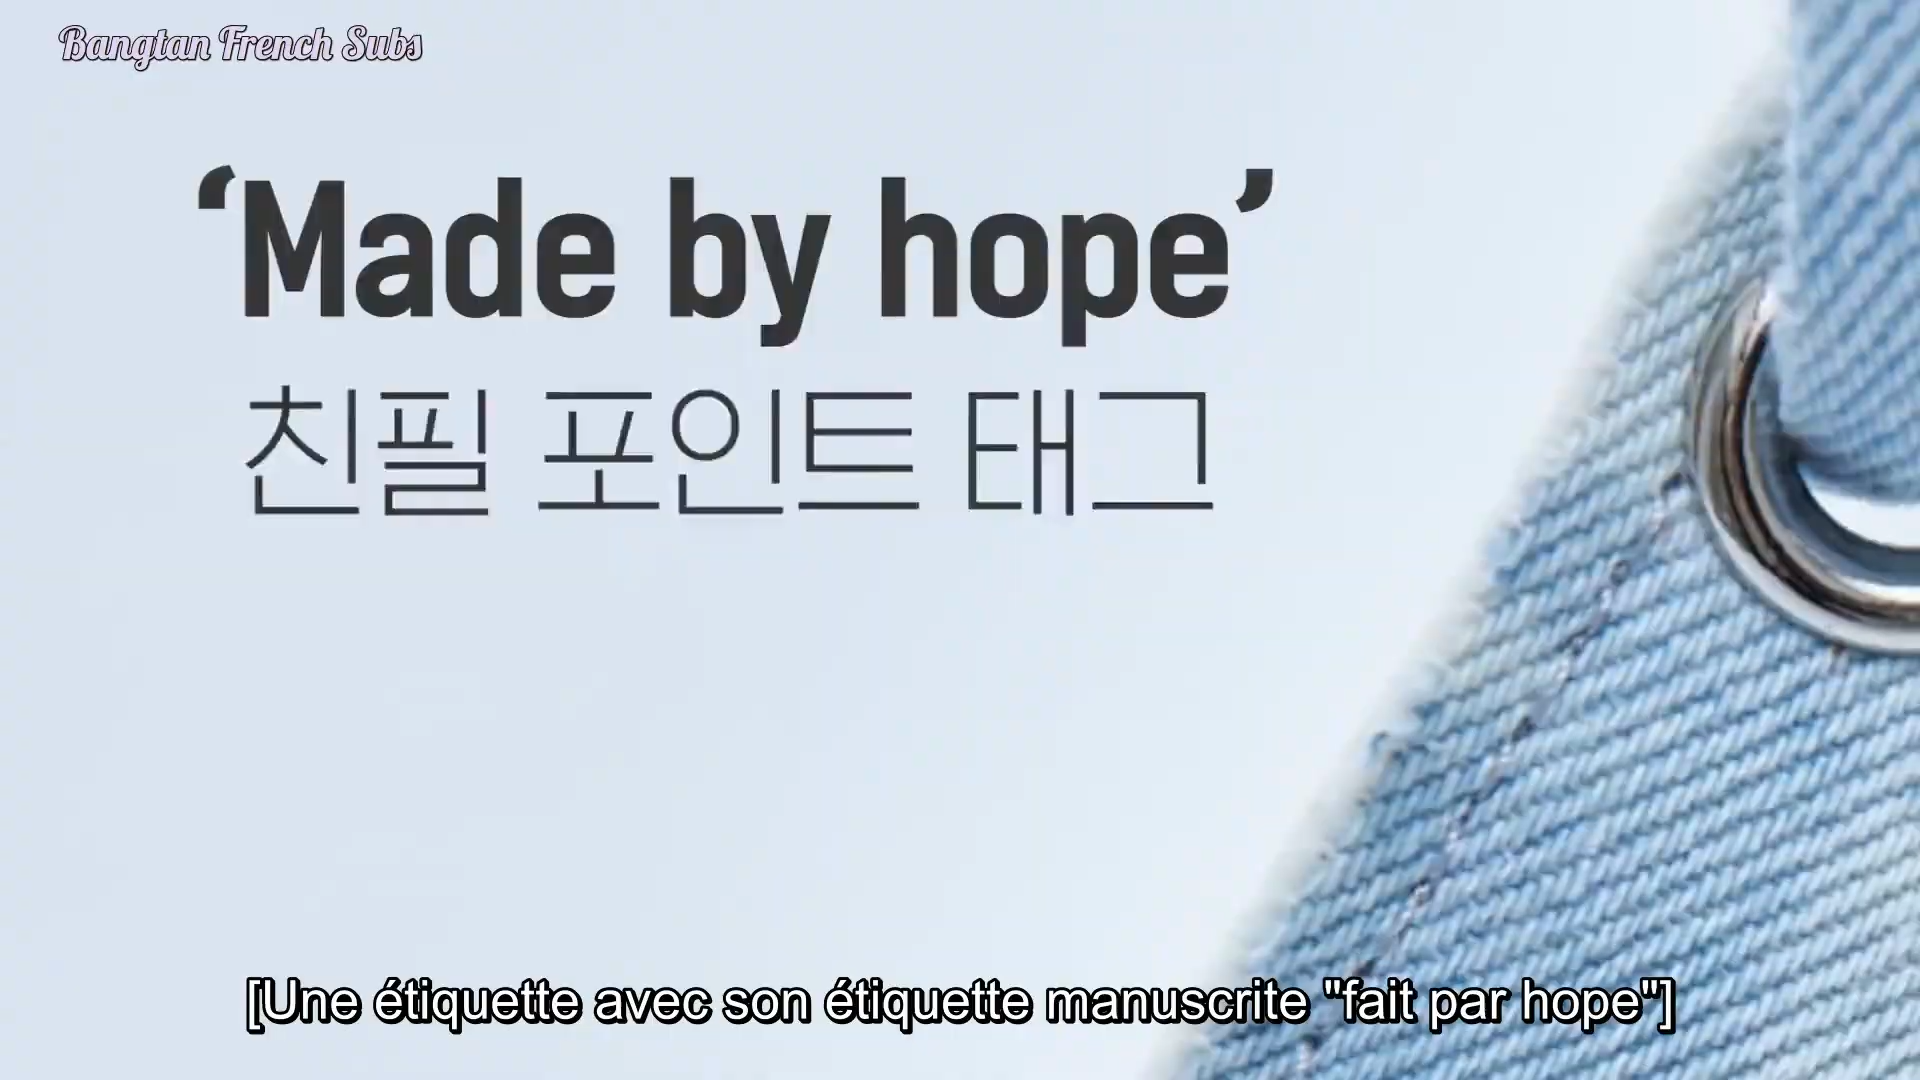 Bangtan French Subs
‘Made by hope’
친필 포인트 태그
[Une étiquette avec son étiquette manuscrite "fait par hope"]